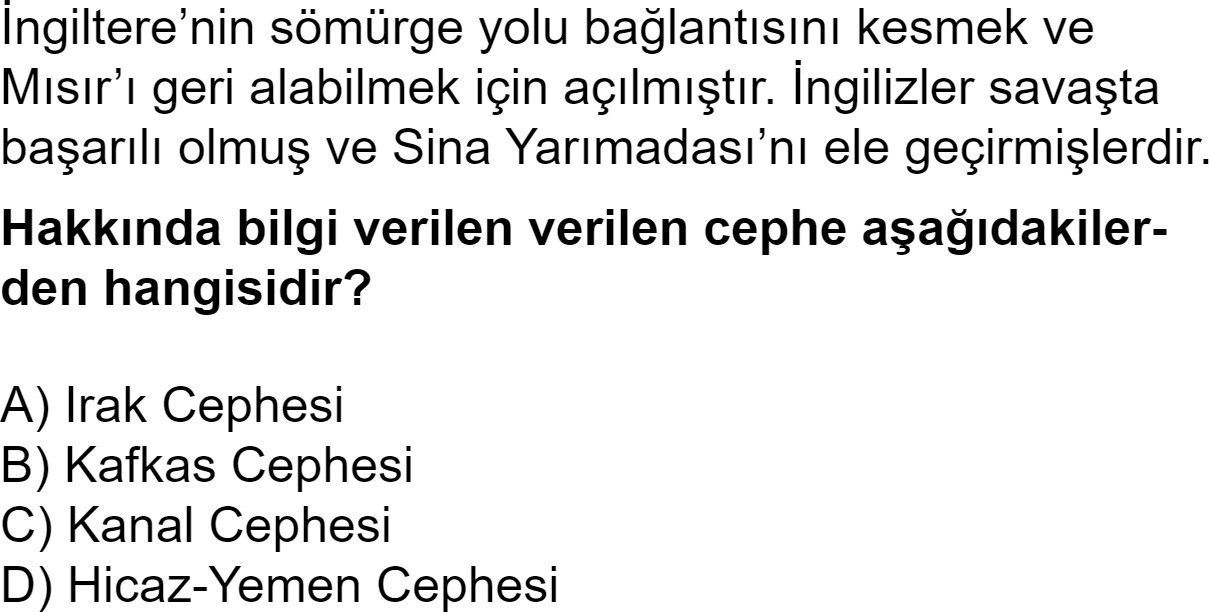 İngiltere’nin sömürge yolu bağlantısını kesmek ve
Mısır’ı geri alabilmek için açılmıştır. İngilizler savaşta
başarılı olmuş ve Sina Yarımadası’nı ele geçirmişlerdir.
Hakkında bilgi verilen verilen cephe aşağıdakiler-
den hangisidir?
A) Irak Cephesi
B) Kafkas Cephesi
C) Kanal Cephesi
D) Hicaz-Yemen Cephesi